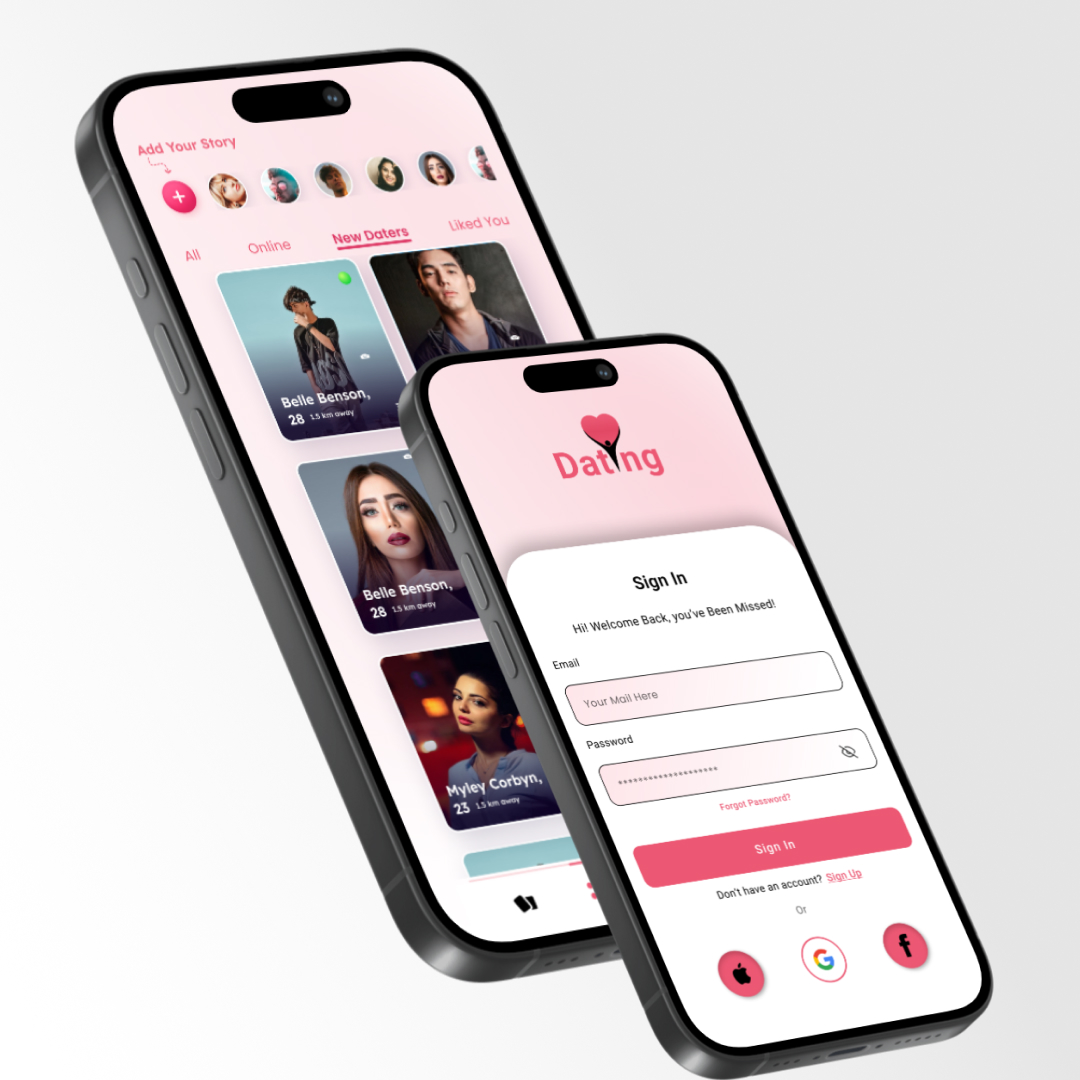 Add Your Story
All
Online
New Daters
Liked You
Belle Benson,
28 1.5 km away
Belle Benson,
28 1.5 km away
Myley Corbyn,
23 1.5 km away
Dating
Sign In
Hi! Welcome Back, you've Been Missed!
Email
Your Mail Here
Password
********************
Forgot Password?
Sign In
Don't have an account? Sign Up
Or